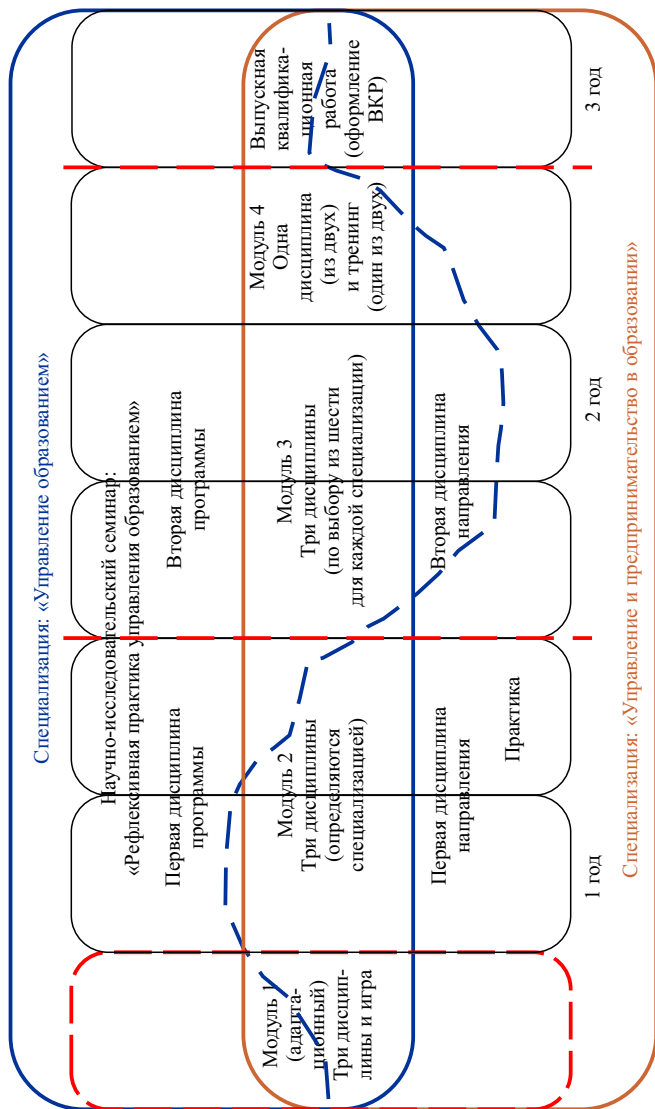 Специализация: «Управление образованием»
Научно-исследовательский семинар:
«Рефлексивная практика управления образованием»
Первая дисциплина
программы
Вторая дисциплина
программы
Модуль 1
(адапта-
ционный)
Три дисцип-
лины и игра
Модуль 2
Три дисциплины
(определяются
специализацией)
Модуль 3
Три дисциплины
(по выбору из шести
для каждой специализации)
Модуль 4
Одна
дисциплина
(из двух)
и тренинг
(один из двух)
Выпускная
квалифика-
ционная
работа
(оформление
ВКР)
Первая дисциплина
направления
Вторая дисциплина
направления
Практика
1 год
2 год
3 год
Специализация: «Управление и предпринимательство в образовании»